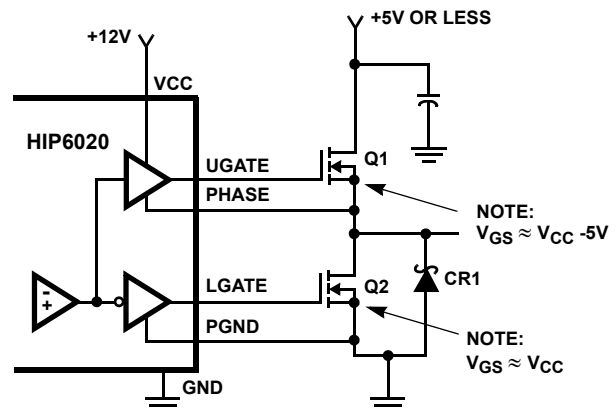 +5V OR LESS
+12V
VCC
HIP6020
UGATE
Q1
PHASE
NOTE:
VGS ≈ VCC -5V
LGATE
Q2
CR1
- +
PGND
NOTE:
VGS ≈ VCC
GND